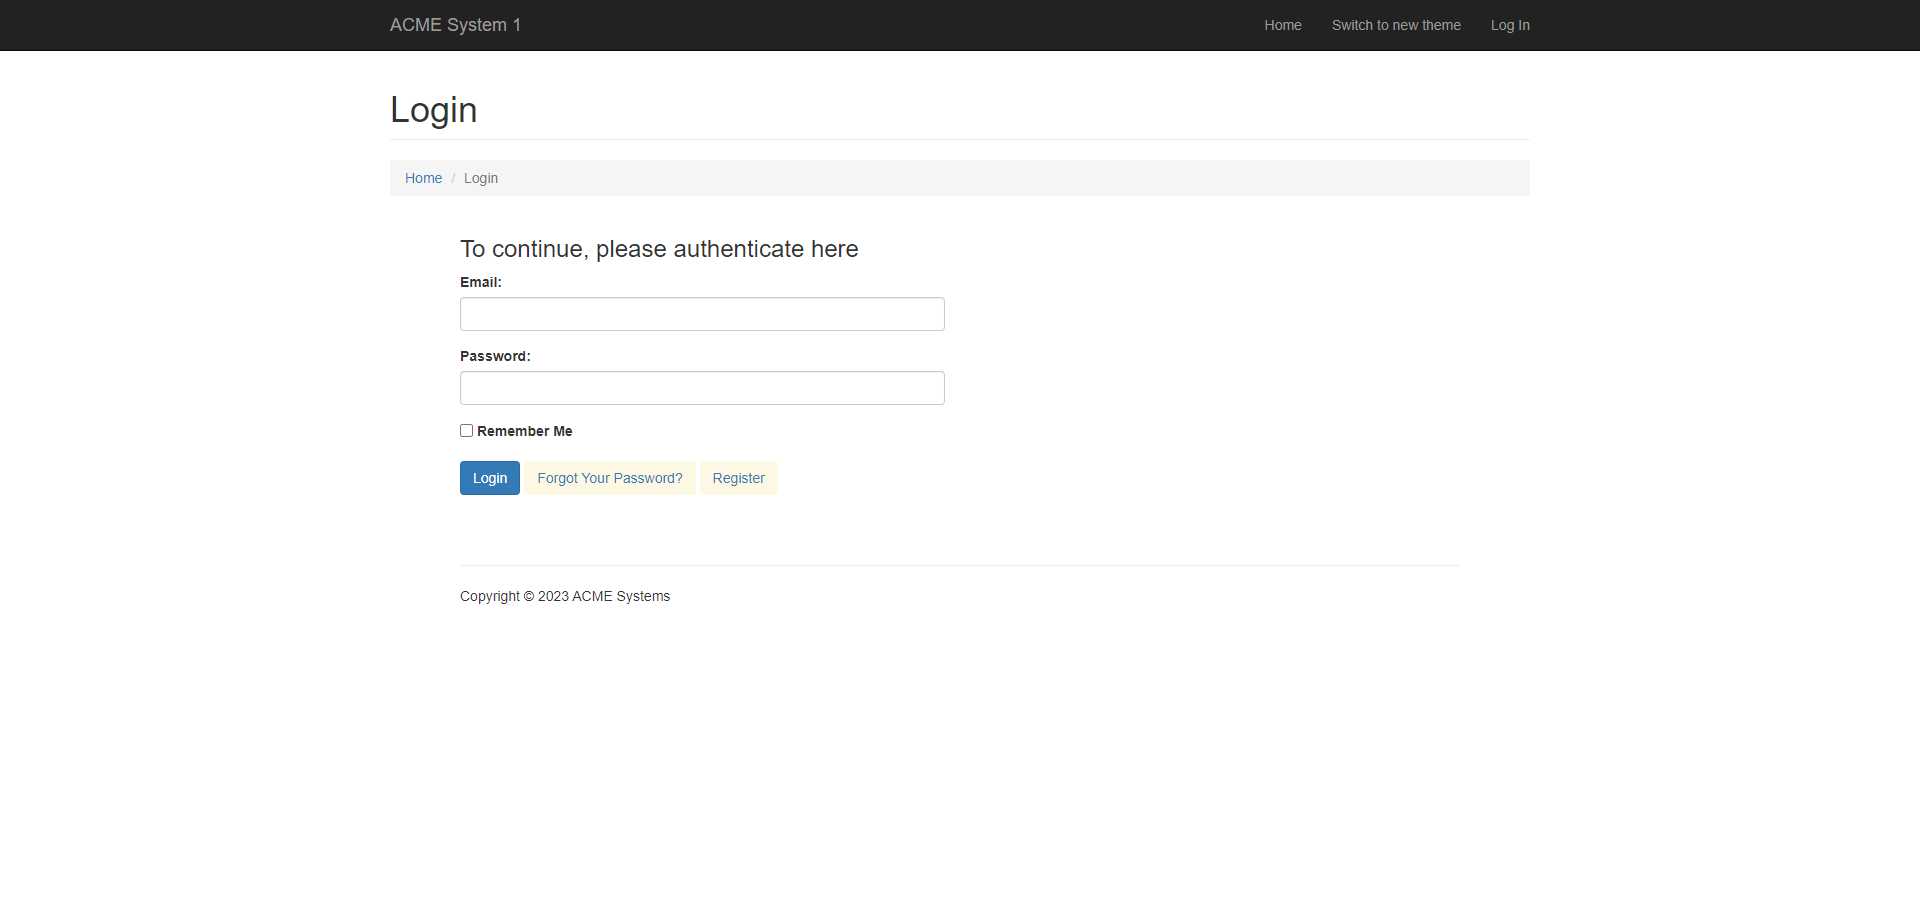 ACME System 1 Home Switch to new theme Log In
Login
Home / Login
To continue, please authenticate here
Email:
Password:
Remember Me
Login Forgot Your Password? Register
Copyright © 2023 ACME Systems